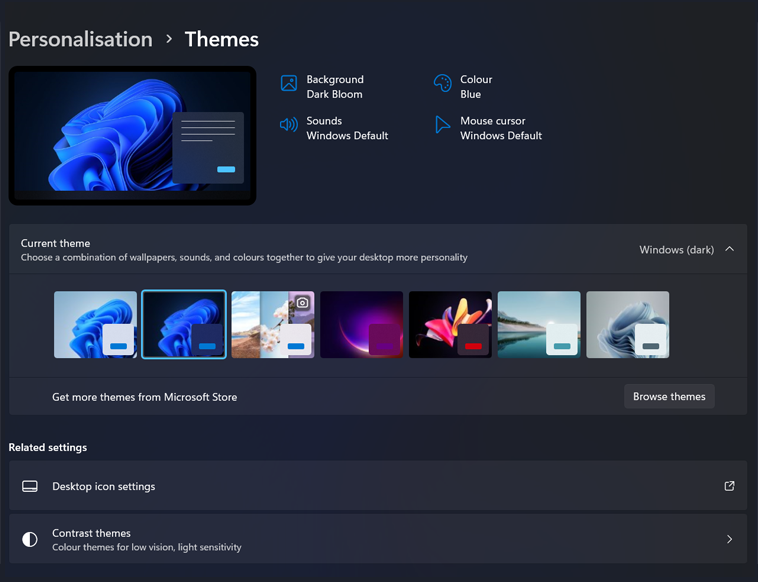 Personalisation > Themes
Background
Dark Bloom
Colour
Blue
Sounds
Windows Default
Mouse cursor
Windows Default
Current theme
Choose a combination of wallpapers, sounds, and colours together to give your desktop more personality
Windows (dark)
Get more themes from Microsoft Store
Browse themes
Related settings
Desktop icon settings
Contrast themes
Colour themes for low vision, light sensitivity